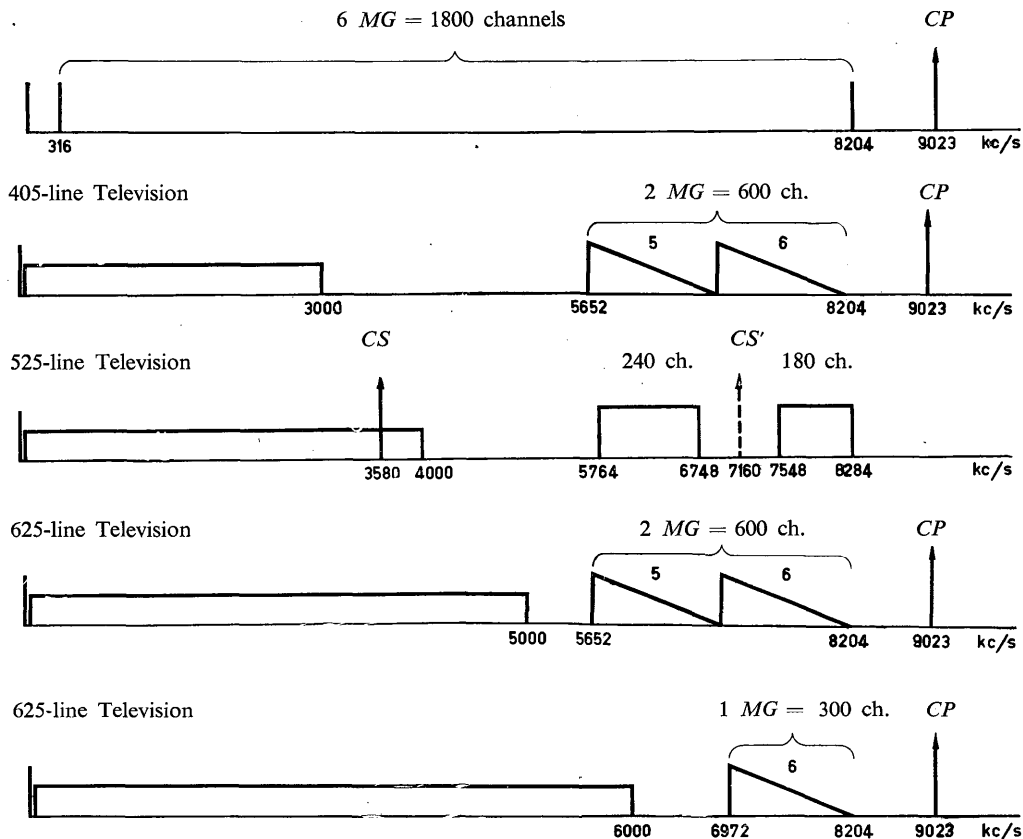 6 MG = 1800 channels CP
316 8204 9023 kc/s
405-line Television 2 MG = 600 ch. CP
5 6
3000 5652 8204 9023 kc/s
CS CS'
525-line Television 240 ch. 180 ch.
3580 4000 5764 6748 7160 7548 8284 kc/s
625-line Television 2 MG = 600 ch. CP
5 6
5000 5652 8204 9023 kc/s
625-line Television 1 MG = 300 ch. CP
6
6000 6972 8204 9023 kc/s